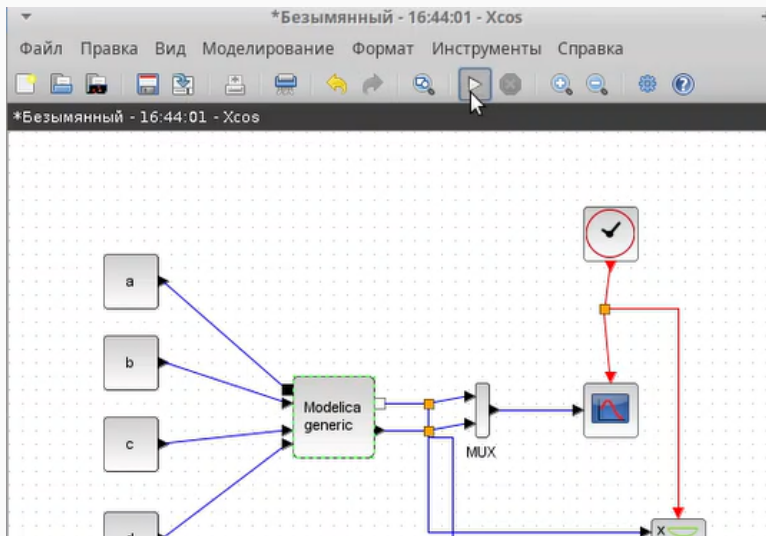 *Безымянный - 16:44:01 - Xcos
Файл Правка Вид Моделирование Формат Инструменты Справка
*Безымянный - 16:44:01 - Xcos
a
b
Modelica
generic
c
MUX
X